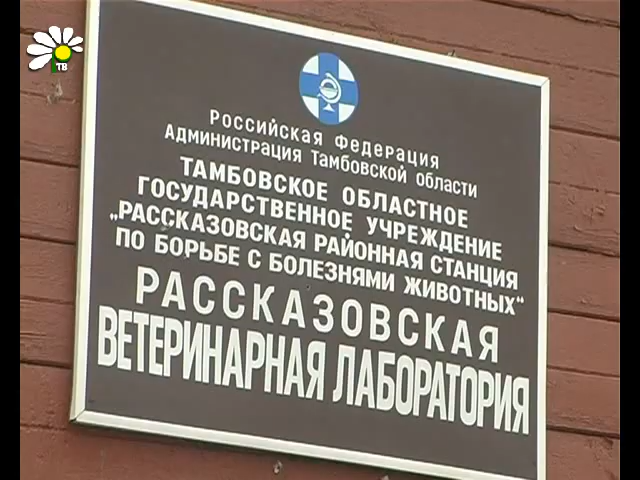 ТВ
Российская Федерация
Администрация Тамбовской области
ТАМБОВСКОЕ ОБЛАСТНОЕ
ГОСУДАРСТВЕННОЕ УЧРЕЖДЕНИЕ
„РАССКАЗОВСКАЯ РАЙОННАЯ СТАНЦИЯ
ПО БОРЬБЕ С БОЛЕЗНЯМИ ЖИВОТНЫХ“
РАССКАЗОВСКАЯ
ВЕТЕРИНАРНАЯ ЛАБОРАТОРИЯ